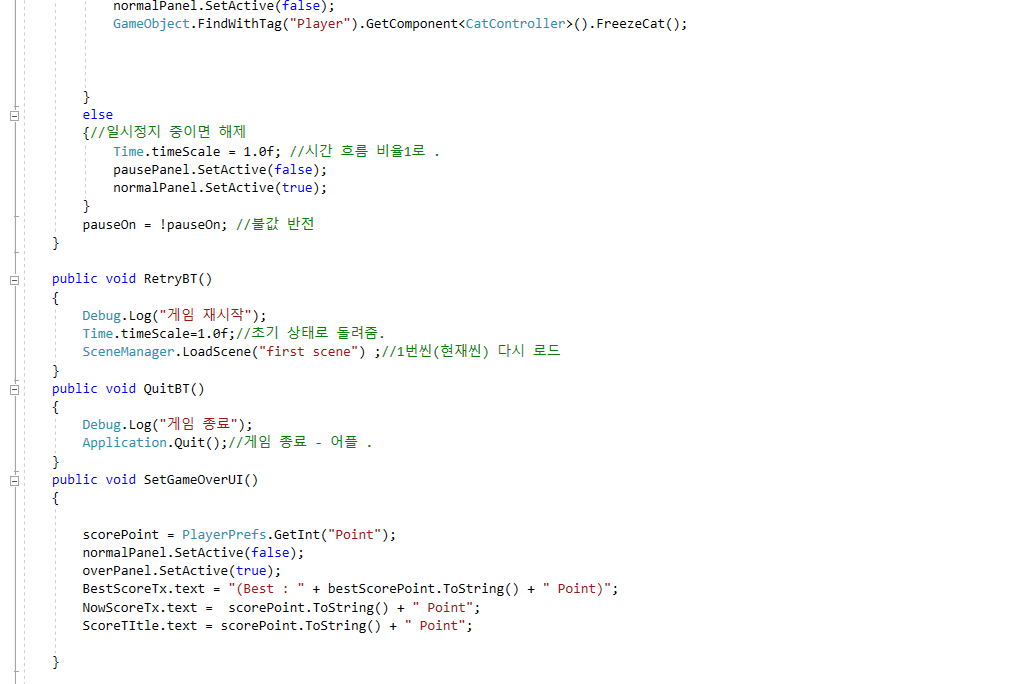 normalPanel.SetActive(false);
GameObject.FindWithTag("Player").GetComponent<CatController>().FreezeCat();
}
else
{//일시정지 중이면 해제
Time.timeScale = 1.0f; //시간 흐름 비율1로 .
pausePanel.SetActive(false);
normalPanel.SetActive(true);
}
pauseOn = !pauseOn; //불값 반전
}
public void RetryBT()
{
Debug.Log("게임 재시작");
Time.timeScale=1.0f;//초기 상태로 돌려줌.
SceneManager.LoadScene("first scene") ;//1번씬(현재씬) 다시 로드
}
public void QuitBT()
{
Debug.Log("게임 종료");
Application.Quit();//게임 종료 - 어플 .
}
public void SetGameOverUI()
{
scorePoint = PlayerPrefs.GetInt("Point");
normalPanel.SetActive(false);
overPanel.SetActive(true);
BestScoreTx.text = "(Best : " + bestScorePoint.ToString() + " Point)";
NowScoreTx.text =  scorePoint.ToString() + " Point";
ScoreTItle.text = scorePoint.ToString() + " Point";
}